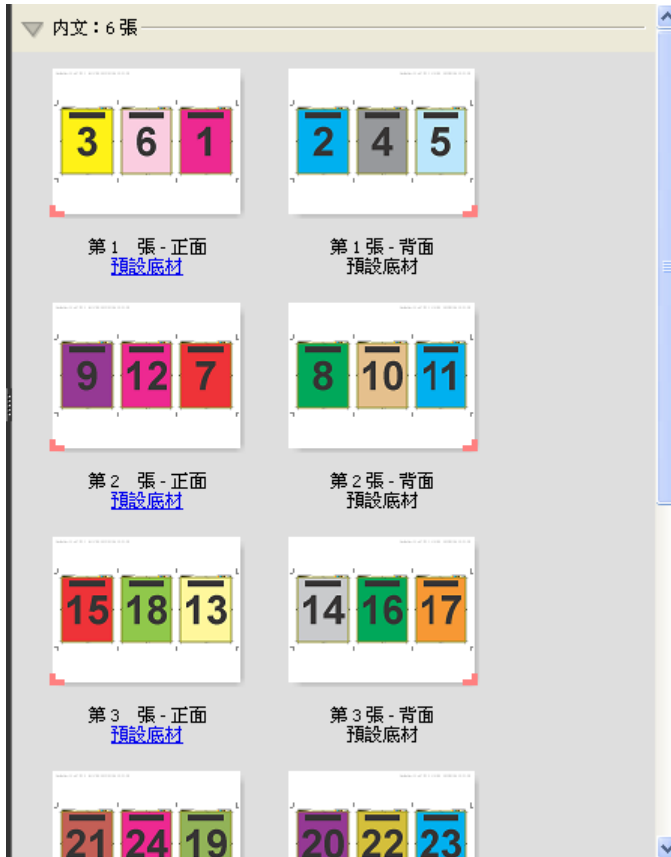 内文：6 張
3 6 1
2 4 5
第 1 張 - 正面
預設底材
第 1 張 - 背面
預設底材
9 12 7
8 10 11
第 2 張 - 正面
預設底材
第 2 張 - 背面
預設底材
15 18 13
14 16 17
第 3 張 - 正面
預設底材
第 3 張 - 背面
預設底材
21 24 19
20 22 23